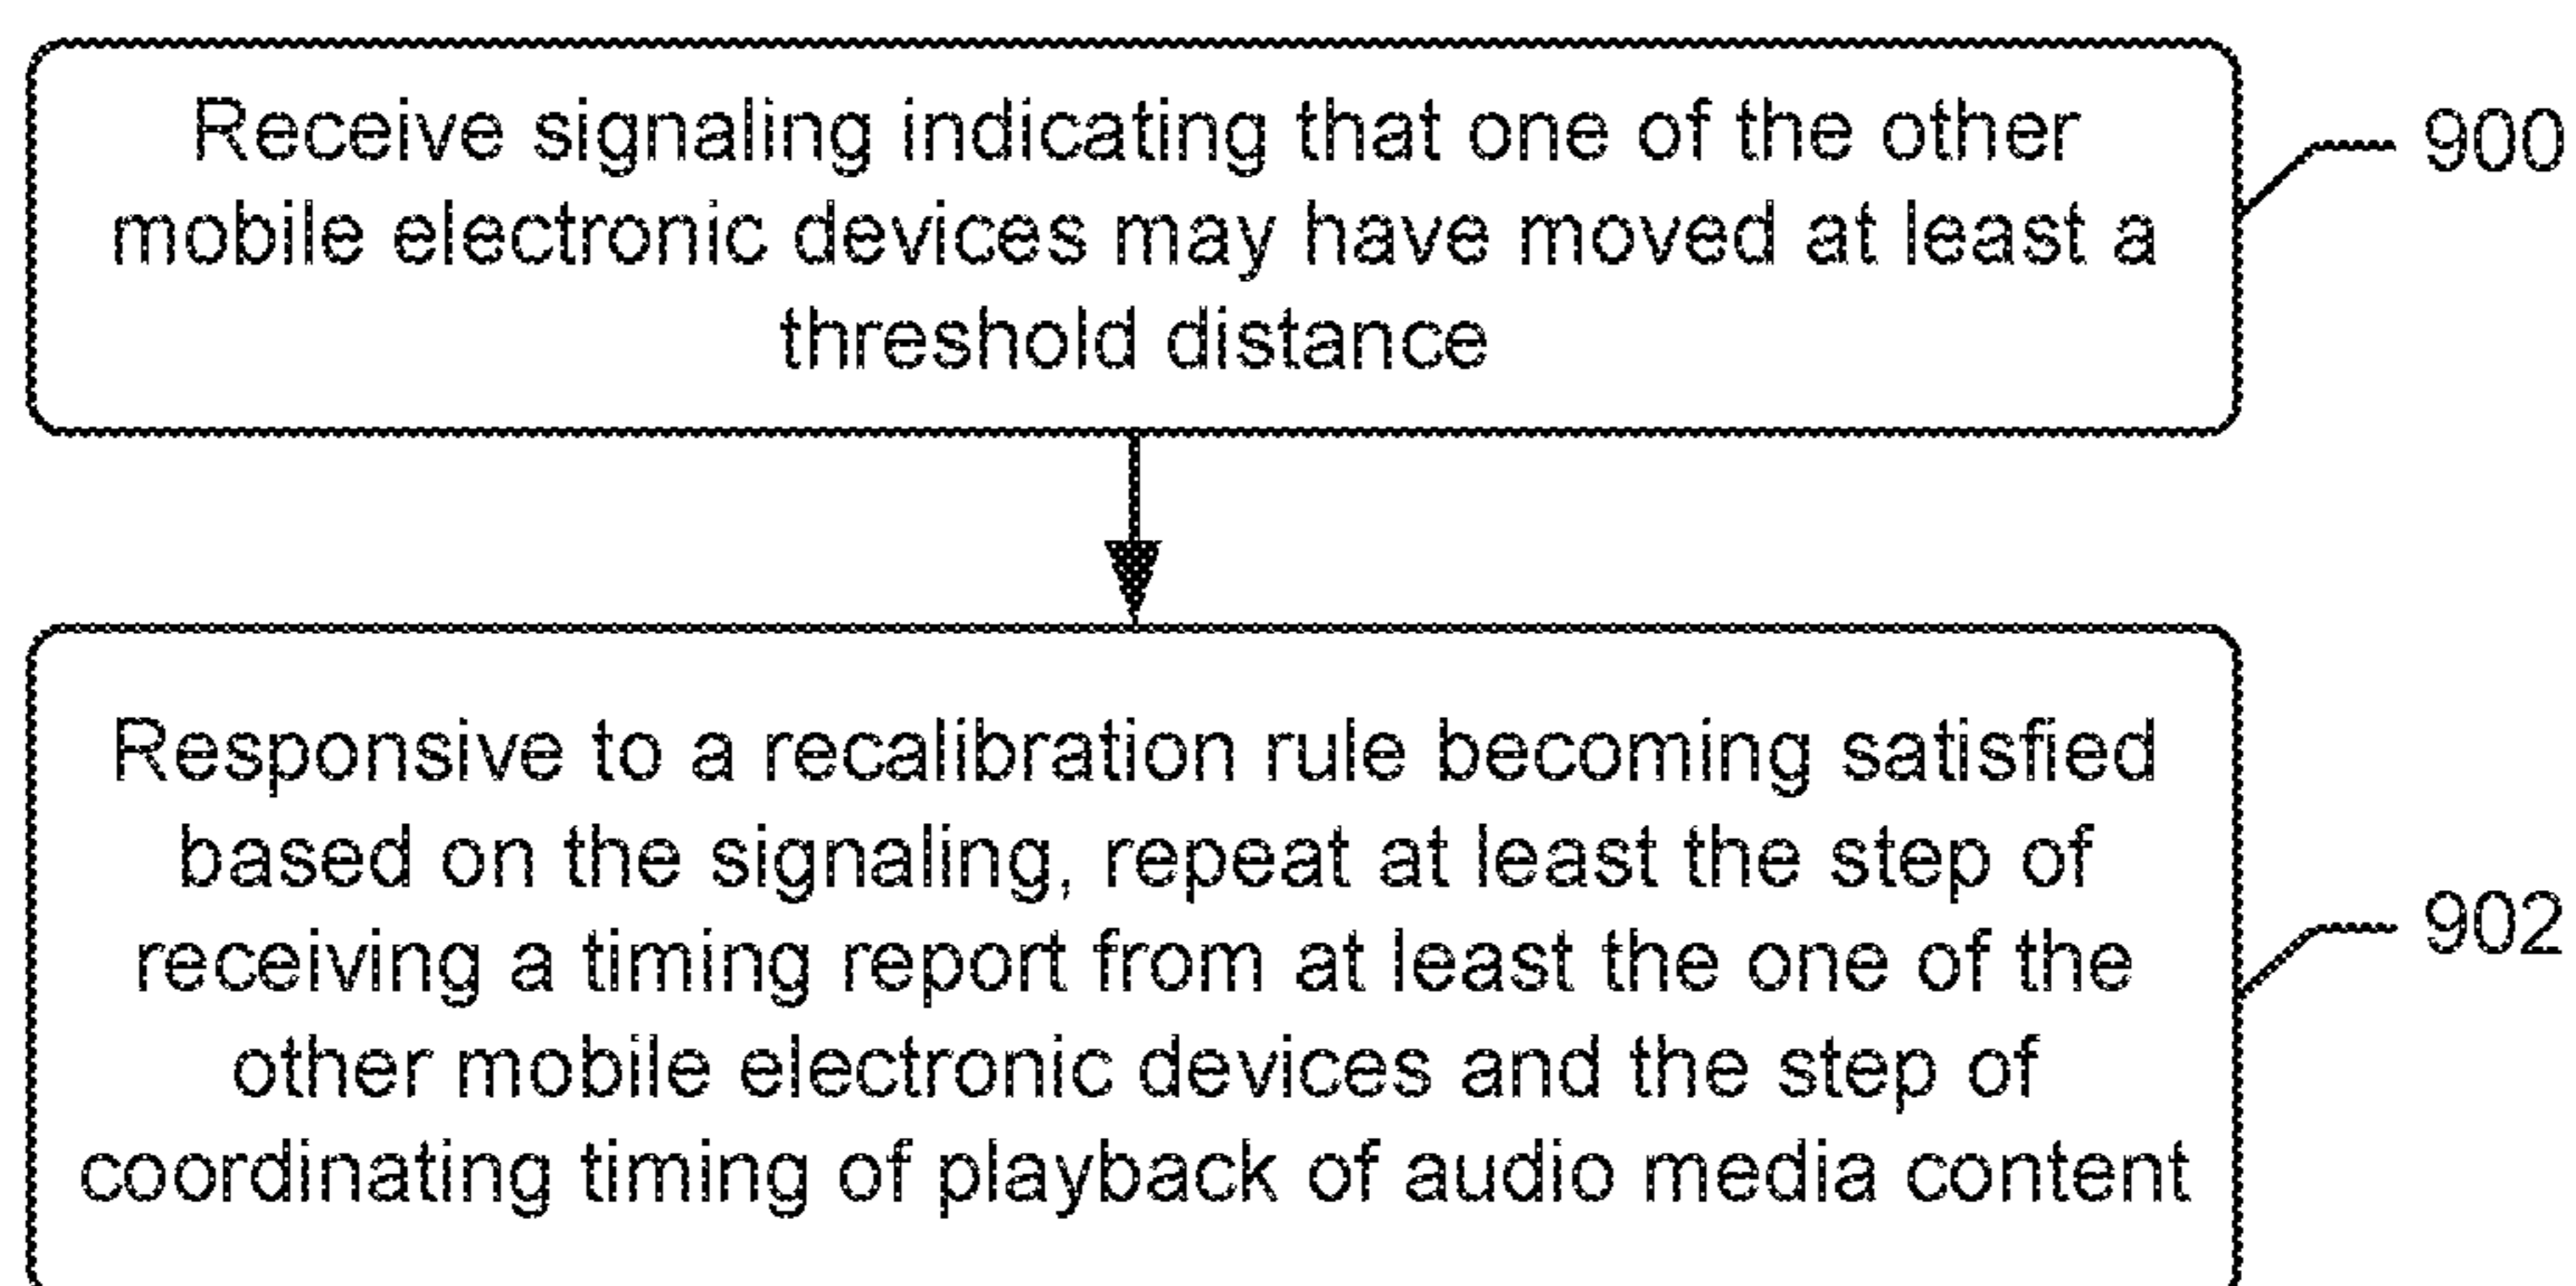 Receive signaling indicating that one of the other
mobile electronic devices may have moved at least a
threshold distance
900
Responsive to a recalibration rule becoming satisfied
based on the signaling, repeat at least the step of
receiving a timing report from at least the one of the
other mobile electronic devices and the step of
coordinating timing of playback of audio media content
902